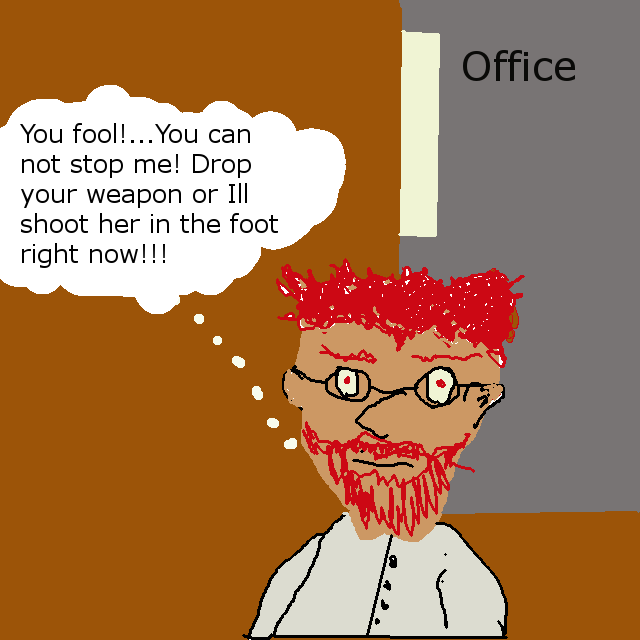 Office
You fool!...You can
not stop me! Drop
your weapon or Ill
shoot her in the foot
right now!!!